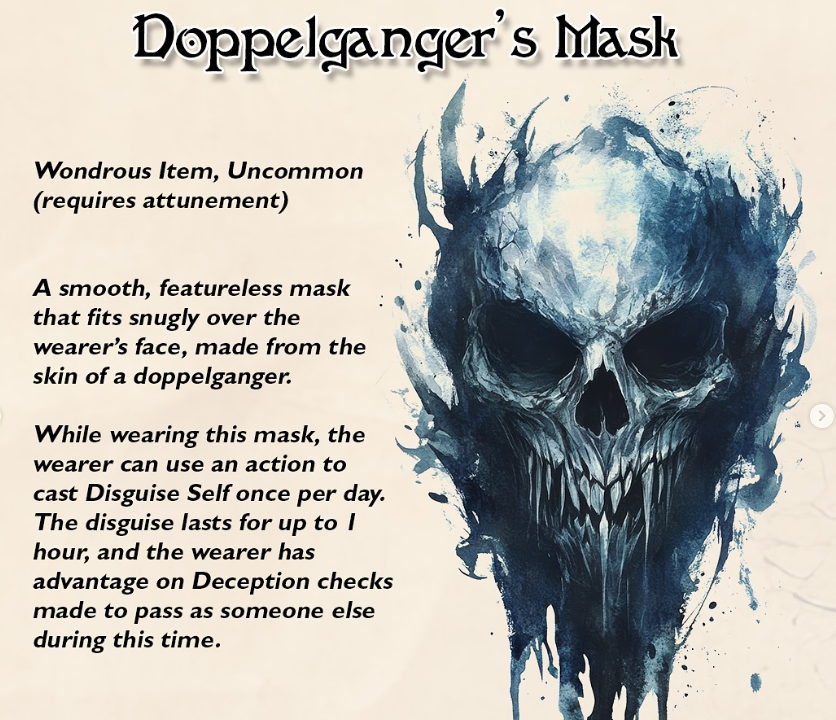 Doppelganger's Mask
Wondrous Item, Uncommon
(requires attunement)
A smooth, featureless mask
that fits snugly over the
wearer's face, made from the
skin of a doppelganger.
While wearing this mask, the
wearer can use an action to
cast Disguise Self once per day.
The disguise lasts for up to 1
hour, and the wearer has
advantage on Deception checks
made to pass as someone else
during this time.